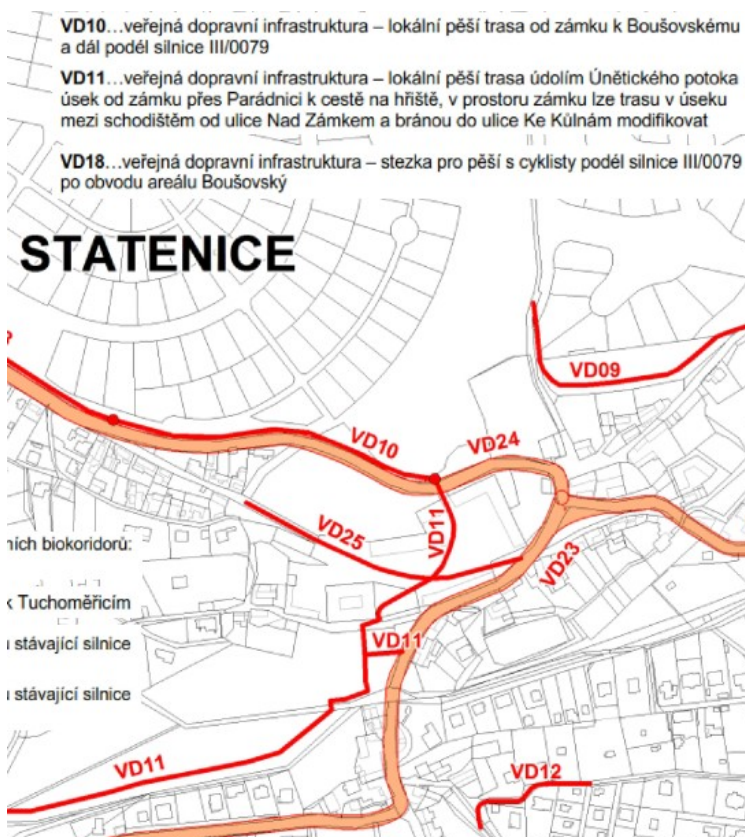 VD10…veřejná dopravní infrastruktura – lokální pěší trasa od zámku k Boušovskému
a dál podél silnice III/0079
VD11…veřejná dopravní infrastruktura – lokální pěší trasa údolím Únětického potoka
úsek od zámku přes Parádnici k cestě na hřiště, v prostoru zámku lze trasu v úseku
mezi schodištěm od ulice Nad Zámkem a bránou do ulice Ke Kůlnám modifikovat
VD18…veřejná dopravní infrastruktura – stezka pro pěší s cyklisty podél silnice III/0079
po obvodu areálu Boušovský
STATENICE
VD09
VD10
VD24
VD11
VD25
VD23
ních biokoridorů:
k Tuchoměřicím
VD11
u stávající silnice
u stávající silnice
VD11
VD12